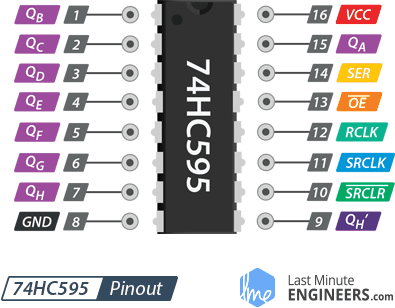 QB 1 16 VCC
QC 2 15 QA
QD 3 14 SER
QE 4 13 OE
QF 5 12 RCLK
QG 6 11 SRCLK
QH 7 10 SRCLR
GND 8 9 QH'
74HC595
74HC595 Pinout
lme Last Minute
ENGINEERS.com